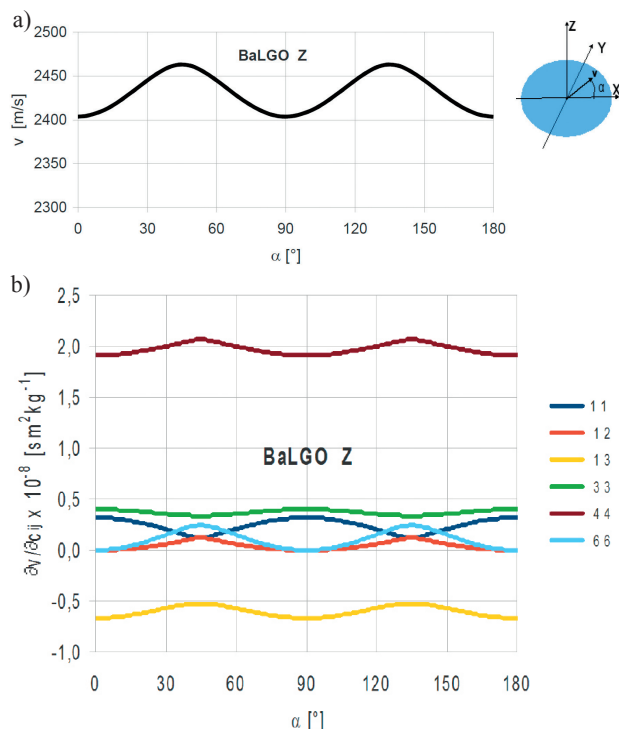 a)
2500
2450
2400
2350
2300
v [m/s]
BaLGO Z
0 30 60 90 120 150 180
α [°]
Z
Y
v
α
X
b)
2,5
2,0
1,5
1,0
0,5
0,0
-0,5
-1,0
∂v/∂c ij x 10⁻⁸ [sm²kg⁻¹]
BaLGO Z
0 30 60 90 120 150 180
α [°]
1 1
1 2
1 3
3 3
4 4
6 6